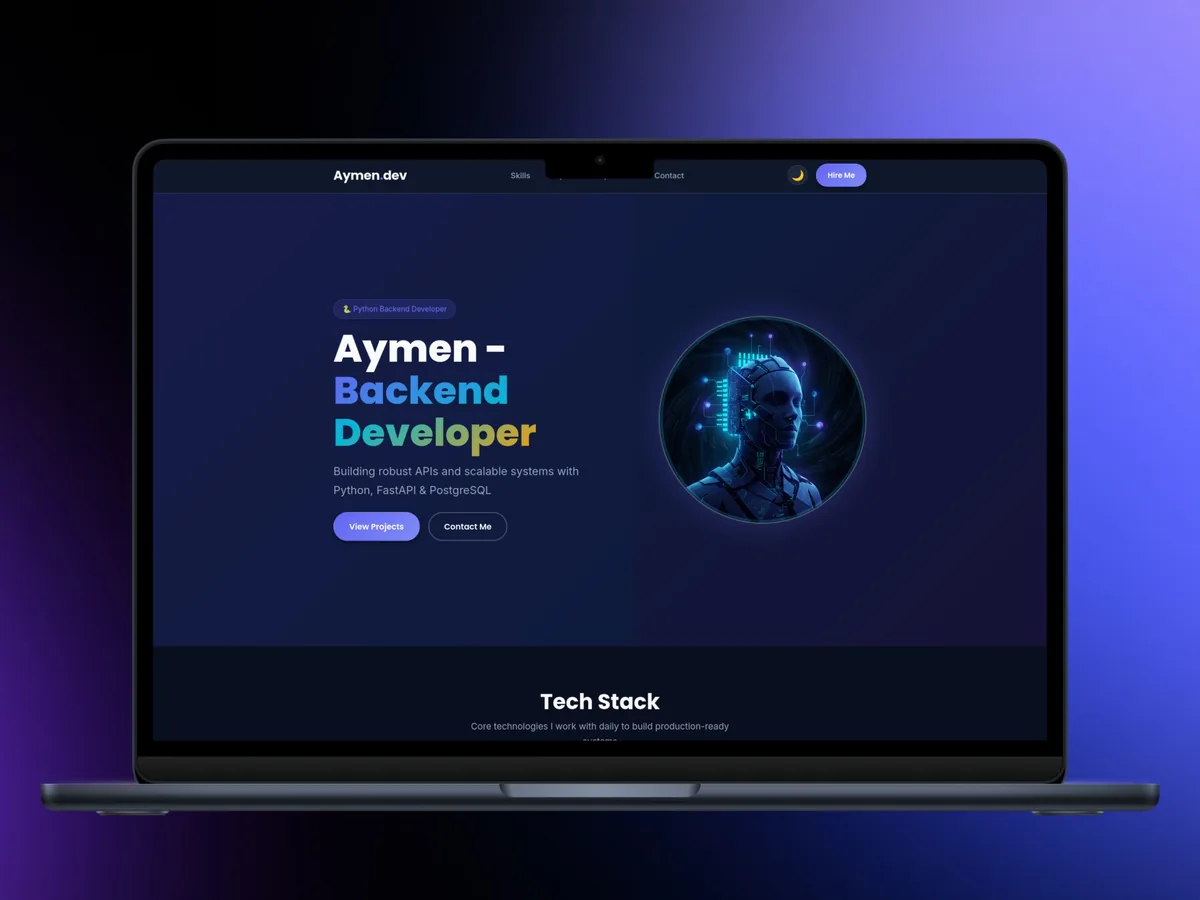 Aymen.dev
Skills
Contact
Hire Me
Python Backend Developer
Aymen -
Backend
Developer
Building robust APIs and scalable systems with
Python, FastAPI & PostgreSQL
View Projects
Contact Me
Tech Stack
Core technologies I work with daily to build production-ready